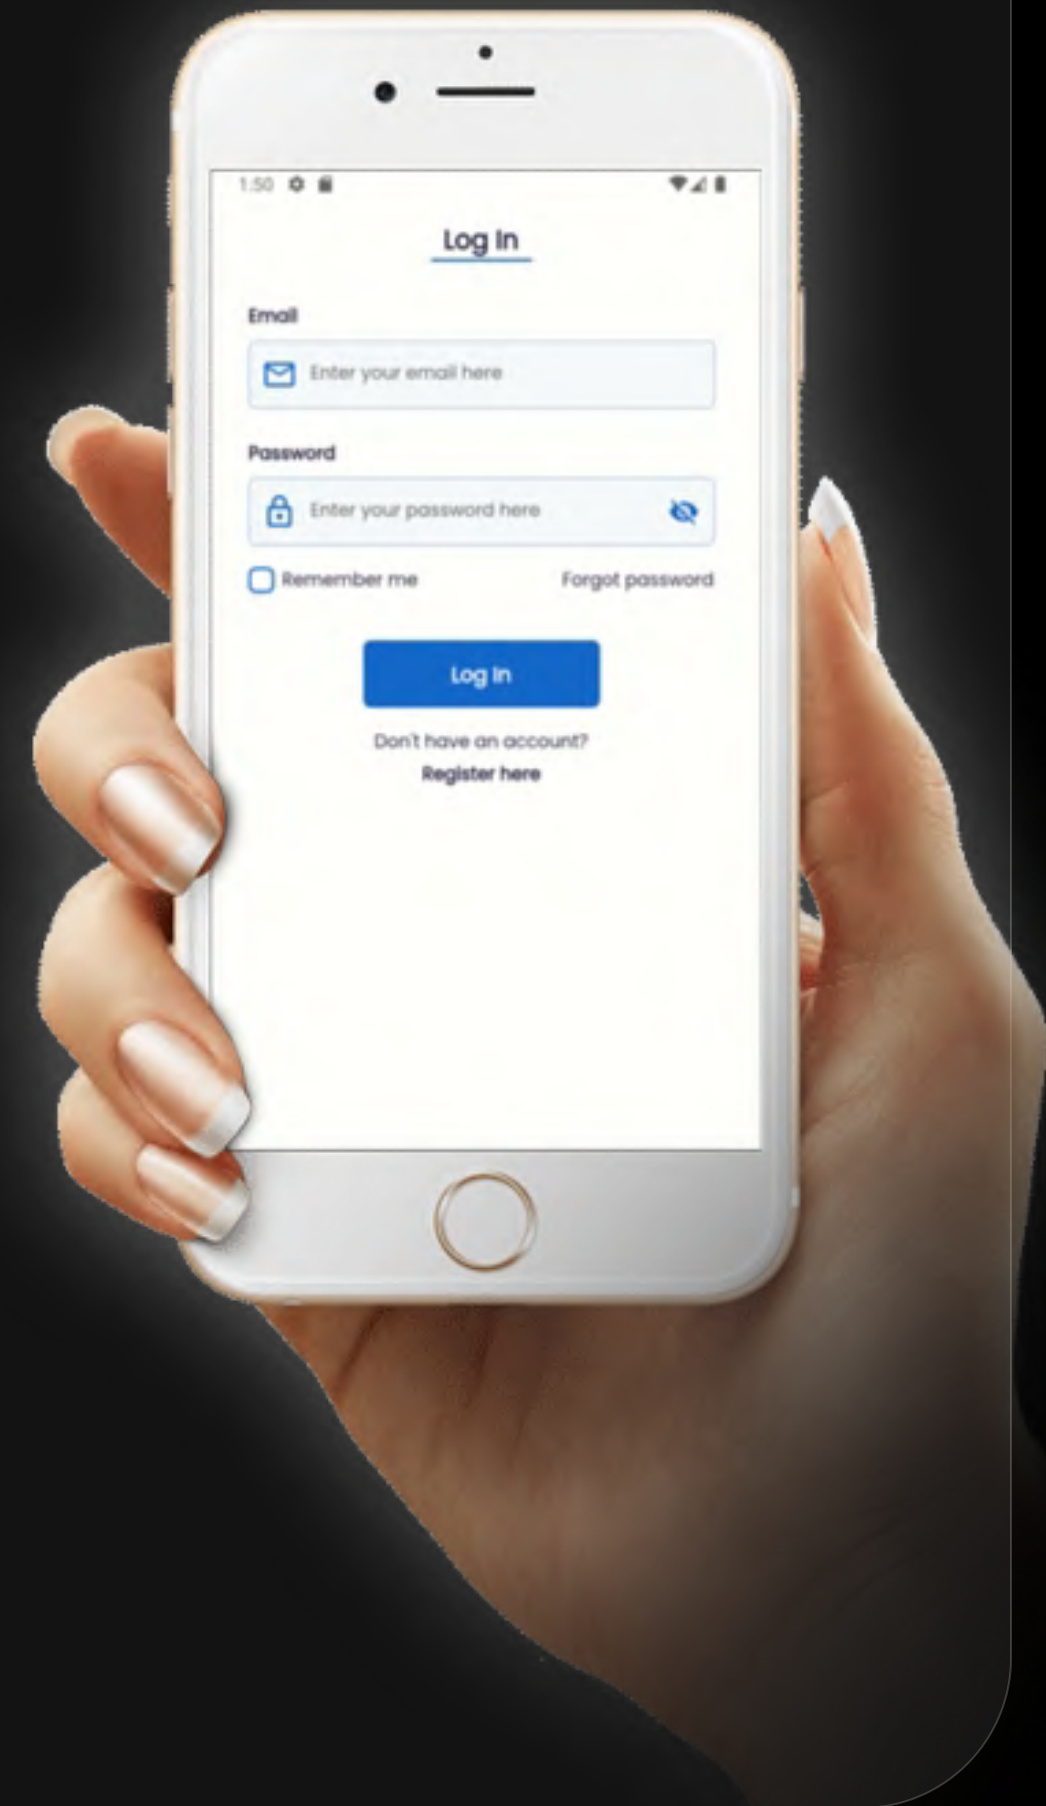 1:50
Log In
Email
Enter your email here
Password
Enter your password here
Remember me Forgot password
Log In
Don't have an account?
Register here